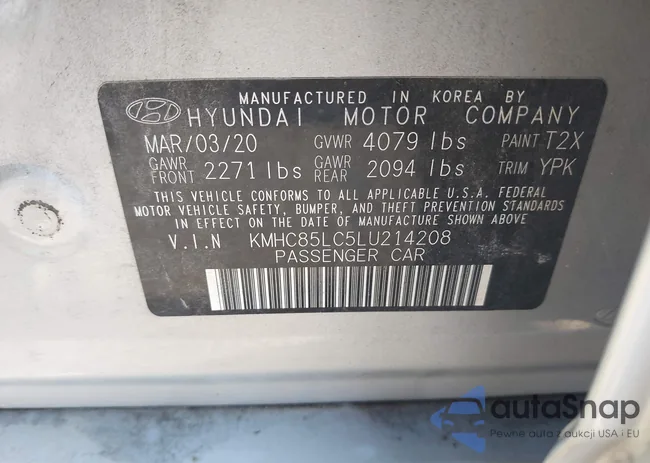 MANUFACTURED IN KOREA BY
HYUNDAI MOTOR COMPANY
MAR/03/20 GVWR 4079 lbs PAINT T2X
GAWR FRONT 2271 lbs GAWR REAR 2094 lbs TRIM YPK
THIS VEHICLE CONFORMS TO ALL APPLICABLE U.S.A. FEDERAL
MOTOR VEHICLE SAFETY, BUMPER, AND THEFT PREVENTION STANDARDS
IN EFFECT ON THE DATE OF MANUFACTURE SHOWN ABOVE
V.I.N KMHC85LC5LU214208
PASSENGER CAR
autoSnap
Pewne auta z aukcji USA i EU